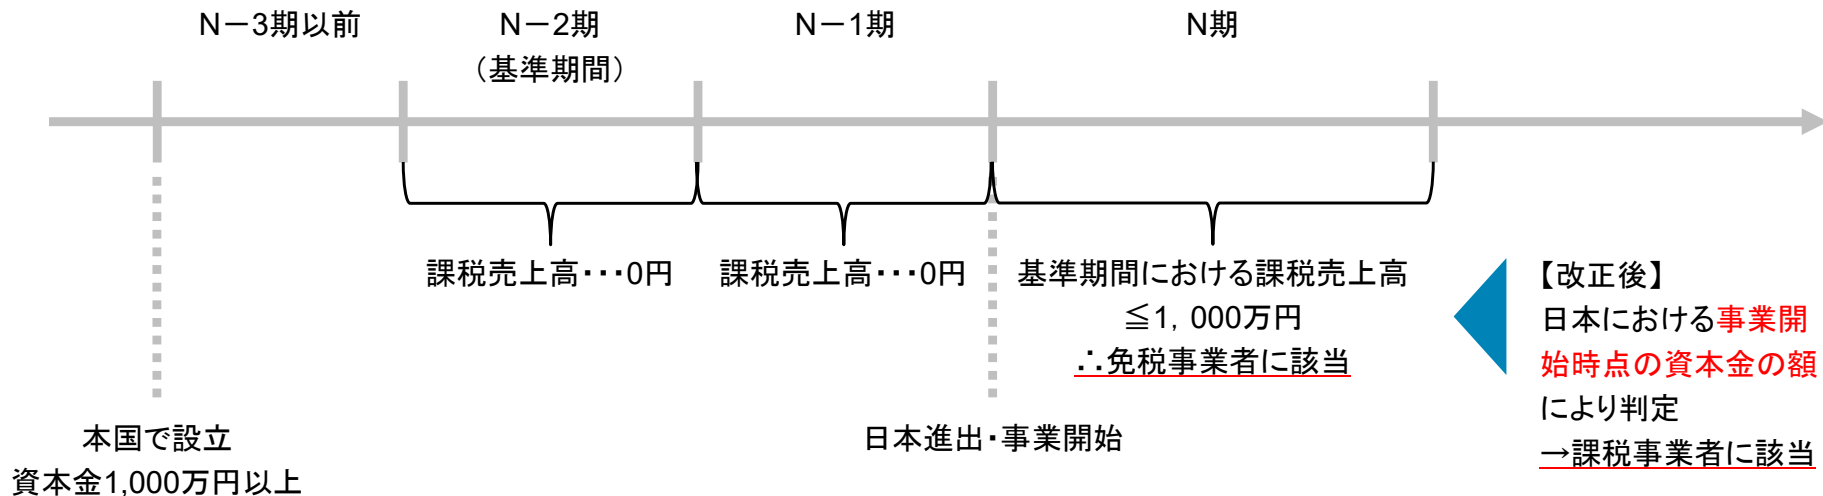 N－3期以前
N－2期
（基準期間）
N－1期
N期
課税売上高・・・0円
課税売上高・・・0円
基準期間における課税売上高
≦1，000万円
∴免税事業者に該当
【改正後】
日本における事業開
始時点の資本金の額
により判定
→課税事業者に該当
本国で設立
資本金1,000万円以上
日本進出・事業開始